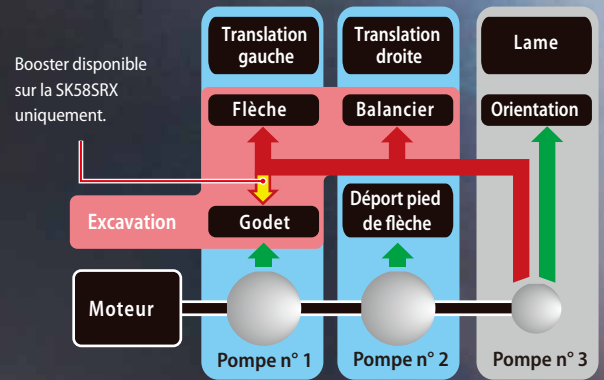 Booster disponible
sur la SK58SRX
uniquement.
Translation
gauche
Translation
droite
Lame
Flèche
Balancier
Orientation
Excavation
Godet
Déport pied
de flèche
Moteur
Pompe n° 1
Pompe n° 2
Pompe n° 3